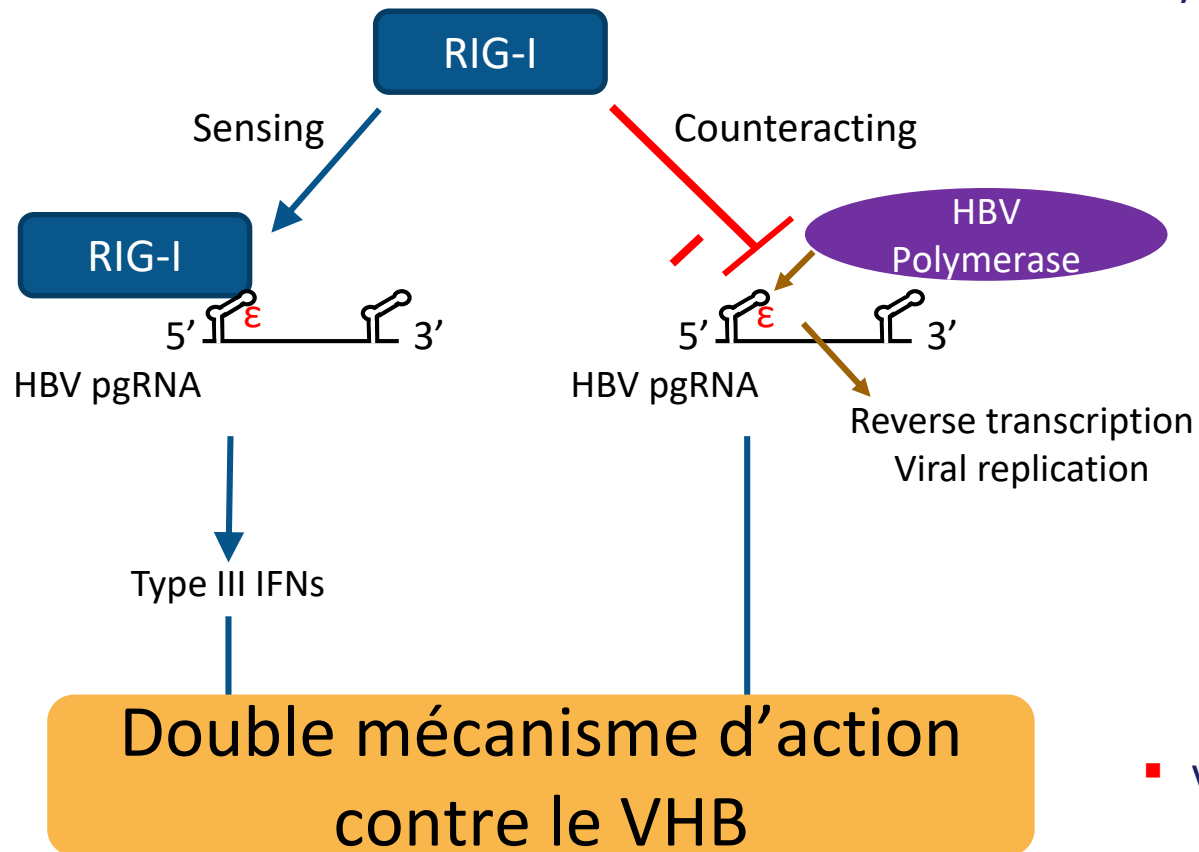 RIG-I
Sensing
Counteracting
RIG-I
HBV
Polymerase
5’ ε 3’
HBV pgRNA
5’ ε 3’
HBV pgRNA
Reverse transcription
Viral replication
Type III IFNs
Double mécanisme d’action
contre le VHB